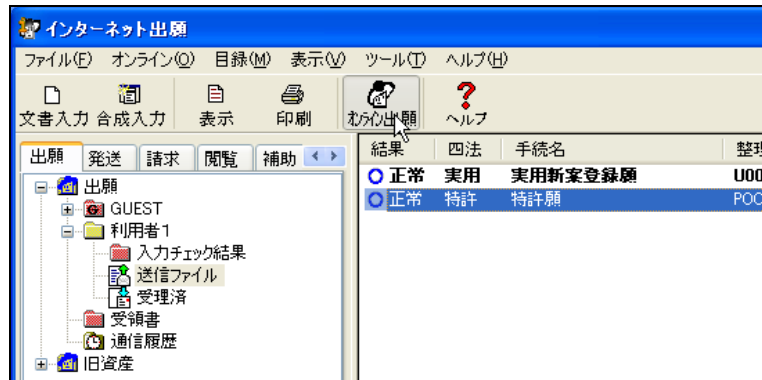 インターネット出願
ファイル(F) オンライン(O) 目録(M) 表示(V) ツール(T) ヘルプ(H)
文書入力 合成入力 表示 印刷 オンライン出願 ヘルプ
出願 発送 請求 閲覧 補助
結果 四法 手続名 整理
正常 実用 実用新案登録願 U00
正常 特許 特許願 POO
出願
GUEST
利用者1
入力チェック結果
送信ファイル
受理済
受領書
通信履歴
旧資産